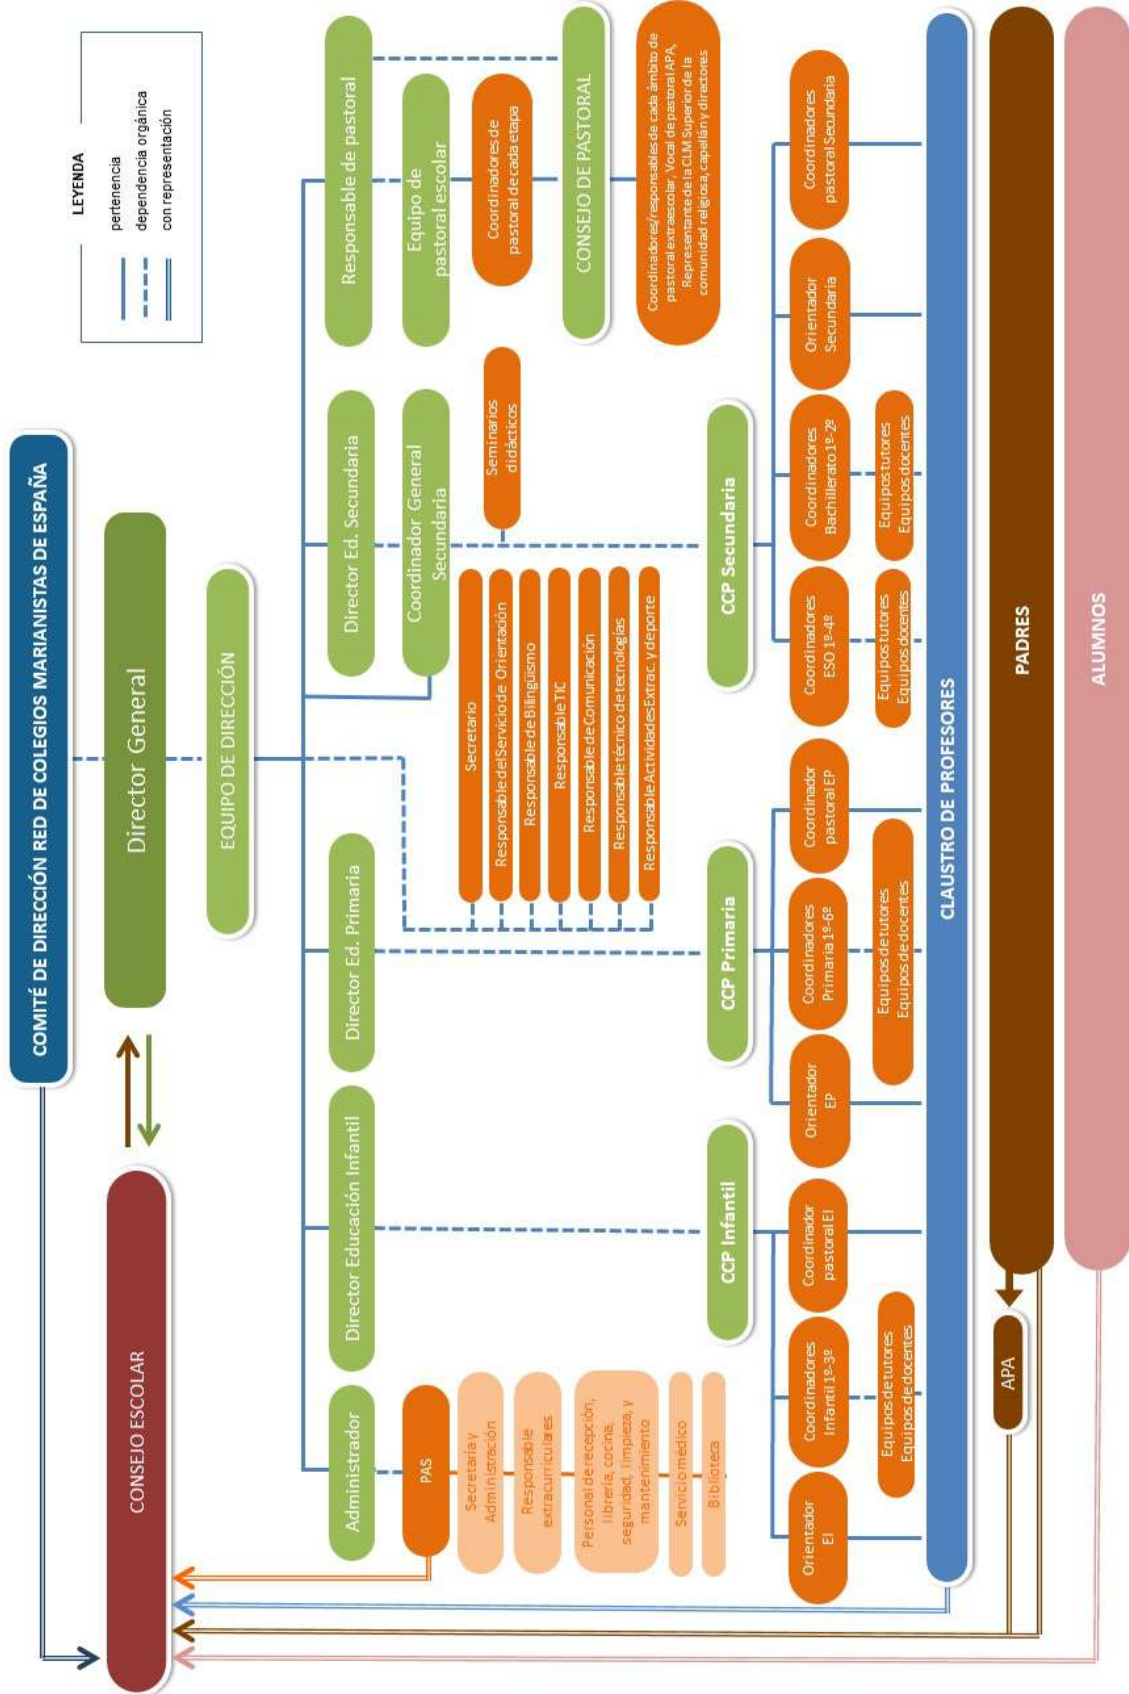 COMITÉ DE DIRECCIÓN RED DE COLEGIOS MARIANISTAS DE ESPAÑA
LEYENDA
pertenencia
dependencia orgánica
con representación
CONSEJO ESCOLAR
Director General
EQUIPO DE DIRECCIÓN
Administrador
Director Educación Infantil
Director Ed. Primaria
Director Ed. Secundaria
Responsable de pastoral
Coordinador General
Secundaria
Equipo de
pastoral escolar
PAS
Secretaría y
Administración
Responsable
extracurriculares
Personal de recepción,
librería, cocina,
seguridad, limpieza, y
mantenimiento
Servicio médico
Biblioteca
Secretario
Responsable del Servicio de Orientación
Responsable de Bilingüismo
Responsable TIC
Responsable de Comunicación
Responsable técnico de tecnologías
Responsable Actividades Extrac. y deporte
Seminarios
didácticos
Coordinadores de
pastoral de cada etapa
CONSEJO DE PASTORAL
Coordinadores/responsables de cada ámbito de
pastoral extraescolar, Vocal de pastoral APA,
Representante de la CLM Superior de la
comunidad religiosa, capellán y directores
CCP Infantil
CCP Primaria
CCP Secundaria
Orientador
EI
Coordinadores
Infantil 1º-3º
Coordinador
pastoral EI
Orientador
EP
Coordinadores
Primaria 1º-6º
Coordinador
pastoral EP
Coordinadores
ESO 1º-4º
Coordinadores
Bachillerato 1º-2º
Orientador
Secundaria
Coordinadores
pastoral Secundaria
Equipos de tutores
Equipos de docentes
Equipos de tutores
Equipos de docentes
Equipos tutores
Equipos docentes
Equipos tutores
Equipos docentes
CLAUSTRO DE PROFESORES
APA
PADRES
ALUMNOS